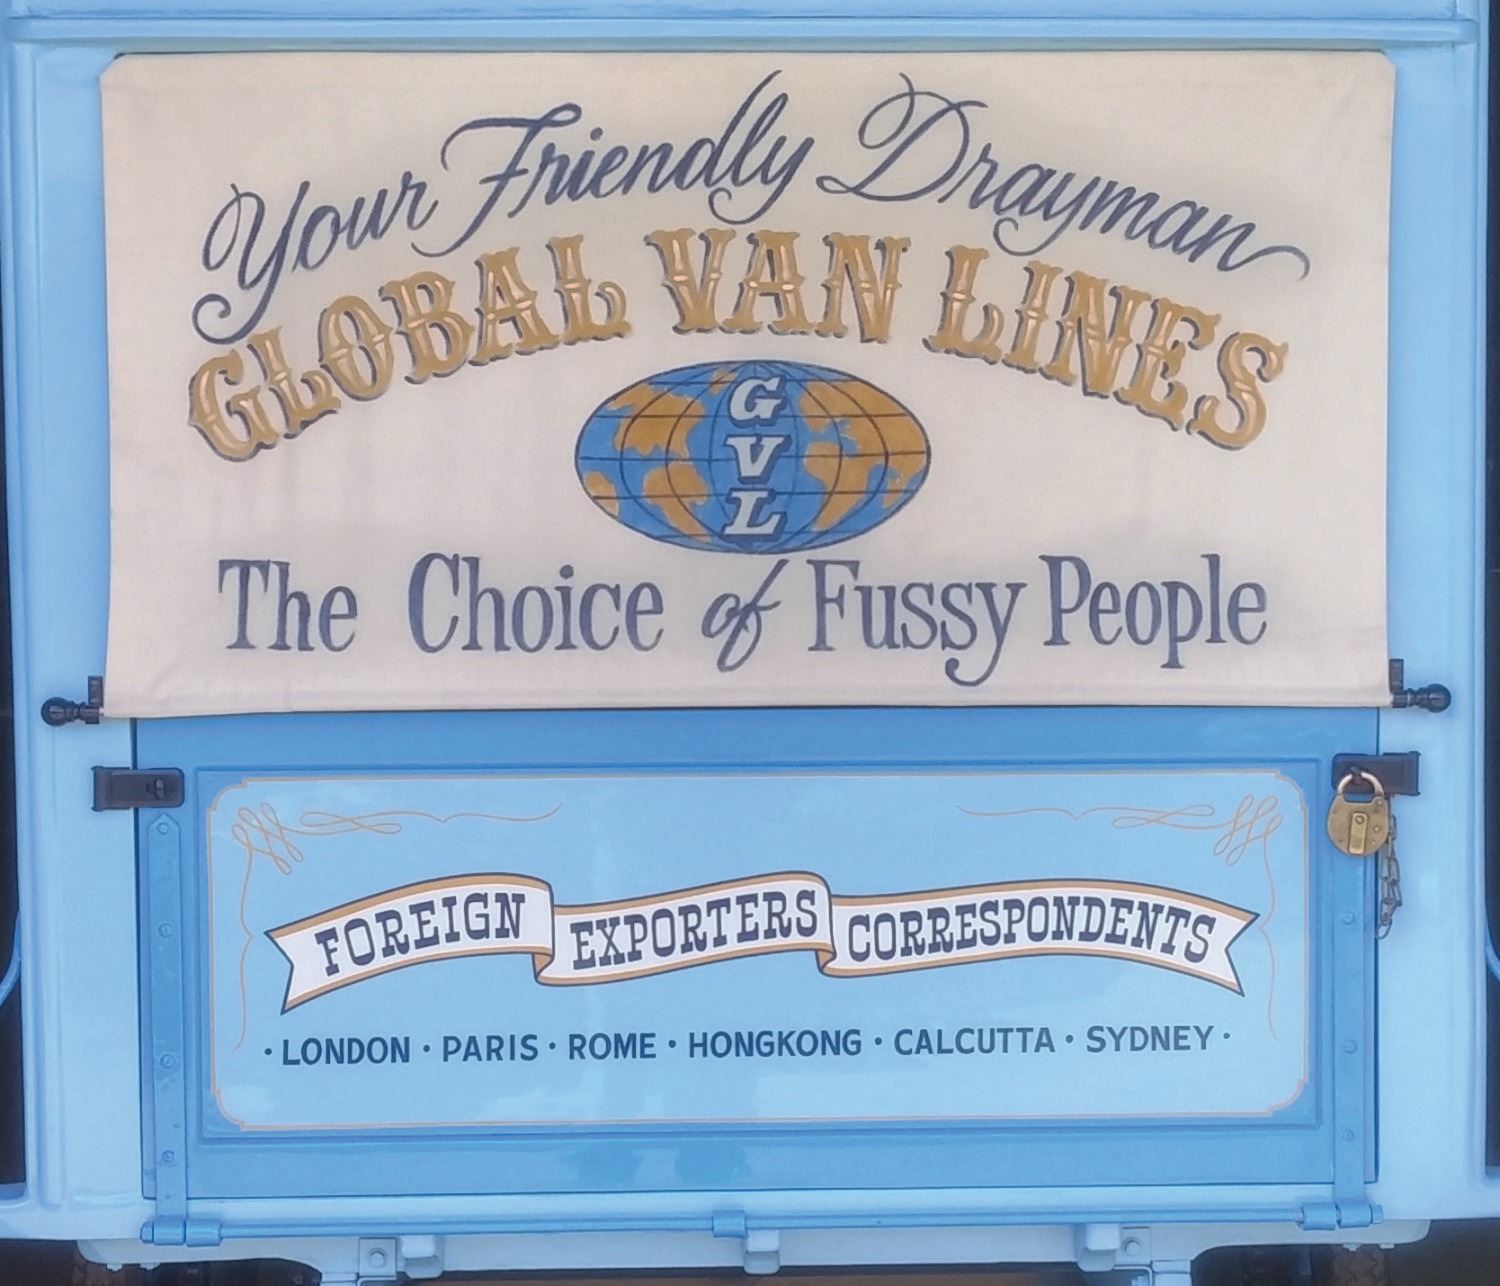 Your Friendly Drayman
GLOBAL VAN LINES
G
V
L
The Choice of Fussy People
FOREIGN EXPORTERS CORRESPONDENTS
· LONDON · PARIS · ROME · HONGKONG · CALCUTTA · SYDNEY ·